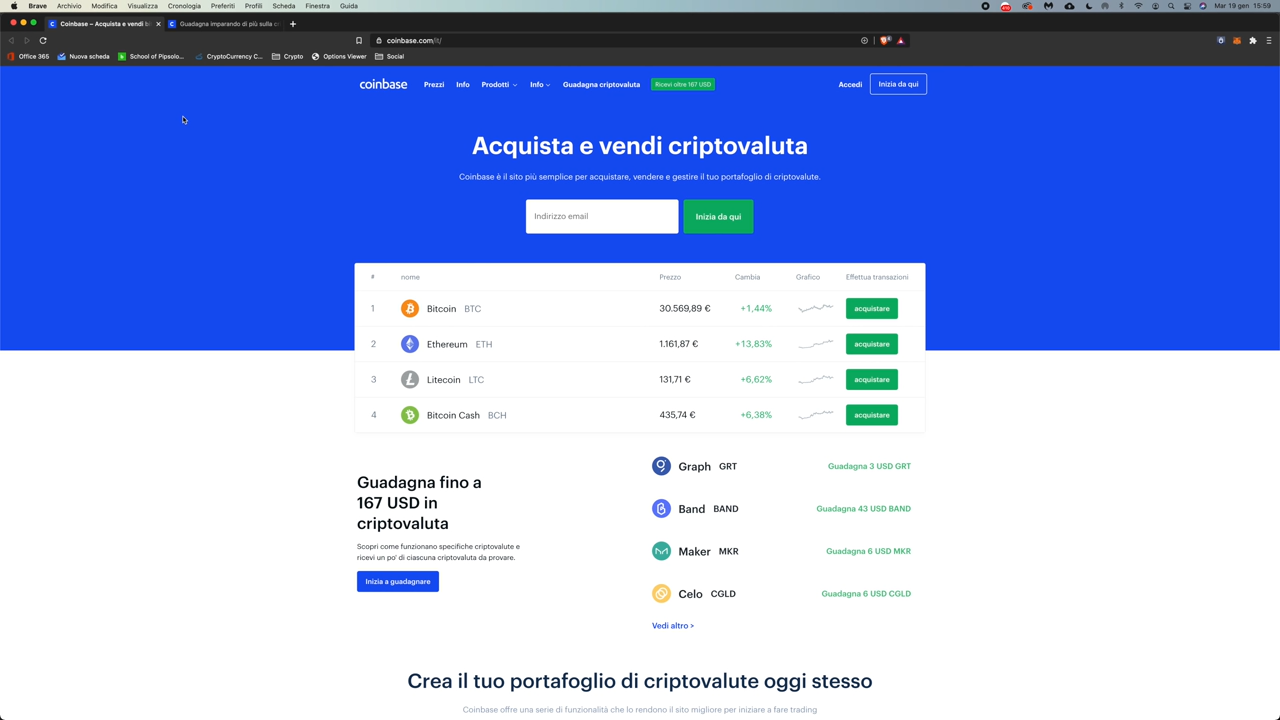 Brave Archivio Modifica Visualizza Cronologia Preferiti Profili Scheda Finestra Guida Mar 19 gen 15:59
Coinbase – Acquista e vendi bi Guadagna imparando di più sulla cr
coinbase.com/it/
Office 365 Nuova scheda School of Pipsolo... CryptoCurrency C... Crypto Options Viewer Social
coinbase Prezzi Info Prodotti Info Guadagna criptovaluta Ricevi oltre 167 USD Accedi Inizia da qui
Acquista e vendi criptovaluta
Coinbase è il sito più semplice per acquistare, vendere e gestire il tuo portafoglio di criptovalute.
Indirizzo email Inizia da qui
# nome Prezzo Cambia Grafico Effettua transazioni
1 Bitcoin BTC 30.569,89 € +1,44% acquistare
2 Ethereum ETH 1.161,87 € +13,83% acquistare
3 Litecoin LTC 131,71 € +6,62% acquistare
4 Bitcoin Cash BCH 435,74 € +6,38% acquistare
Guadagna fino a
167 USD in
criptovaluta
Scopri come funzionano specifiche criptovalute e
ricevi un po' di ciascuna criptovaluta da provare.
Inizia a guadagnare
Graph GRT Guadagna 3 USD GRT
Band BAND Guadagna 43 USD BAND
Maker MKR Guadagna 6 USD MKR
Celo CGLD Guadagna 6 USD CGLD
Vedi altro >
Crea il tuo portafoglio di criptovalute oggi stesso
Coinbase offre una serie di funzionalità che lo rendono il sito migliore per iniziare a fare trading